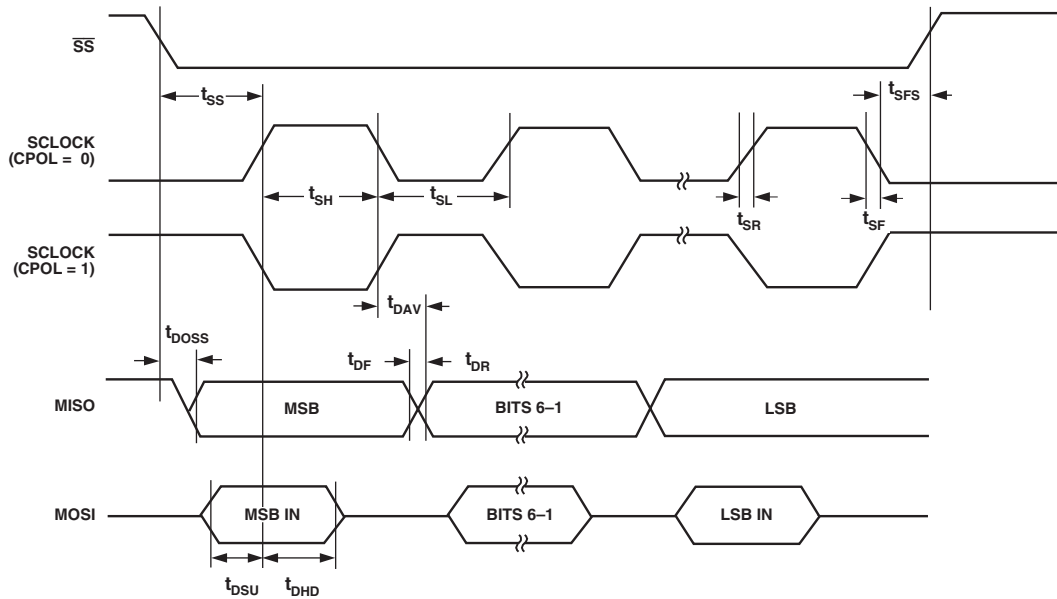 SS
tSS
tSFS
SCLOCK
(CPOL = 0)
tSH
tSL
tSR
tSF
SCLOCK
(CPOL = 1)
tDAV
tDOSS
tDF
tDR
MISO
MSB
BITS 6–1
LSB
MOSI
MSB IN
BITS 6–1
LSB IN
tDSU
tDHD